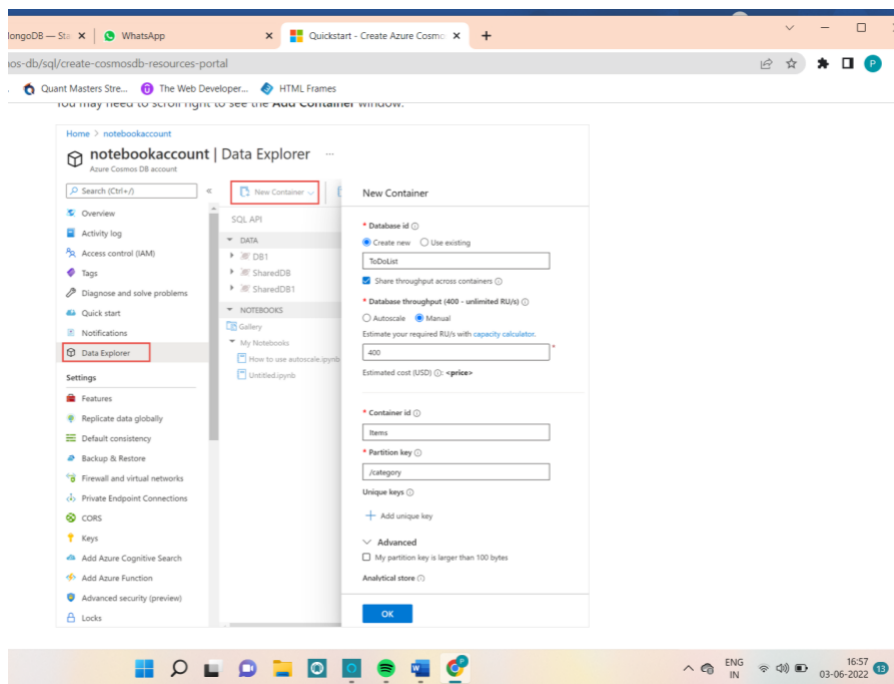 longoDB — Sta
WhatsApp
Quickstart - Create Azure Cosmo
nos-db/sql/create-cosmosdb-resources-portal
P
Quant Masters Stre...
The Web Developer...
HTML Frames
You may need to scroll right to see the Add Container window.
Home > notebookaccount
notebookaccount | Data Explorer ...
Azure Cosmos DB account
Search (Ctrl+/)
«
New Container
New Container
Overview
Activity log
Access control (IAM)
Tags
Diagnose and solve problems
Quick start
Notifications
Data Explorer
Settings
Features
Replicate data globally
Default consistency
Backup & Restore
Firewall and virtual networks
Private Endpoint Connections
CORS
Keys
Add Azure Cognitive Search
Add Azure Function
Advanced security (preview)
Locks
SQL API
DATA
DB1
SharedDB
SharedDB1
NOTEBOOKS
Gallery
My Notebooks
How to use autoscale.ipynb
Untitled.ipynb
* Database id
Create new Use existing
ToDoList
Share throughput across containers
* Database throughput (400 - unlimited RU/s)
Autoscale Manual
Estimate your required RU/s with capacity calculator.
400 *
Estimated cost (USD) : <price>
* Container id
Items
* Partition key
/category
Unique keys
+ Add unique key
Advanced
My partition key is larger than 100 bytes
Analytical store
OK
ENG
IN
16:57
03-06-2022
13